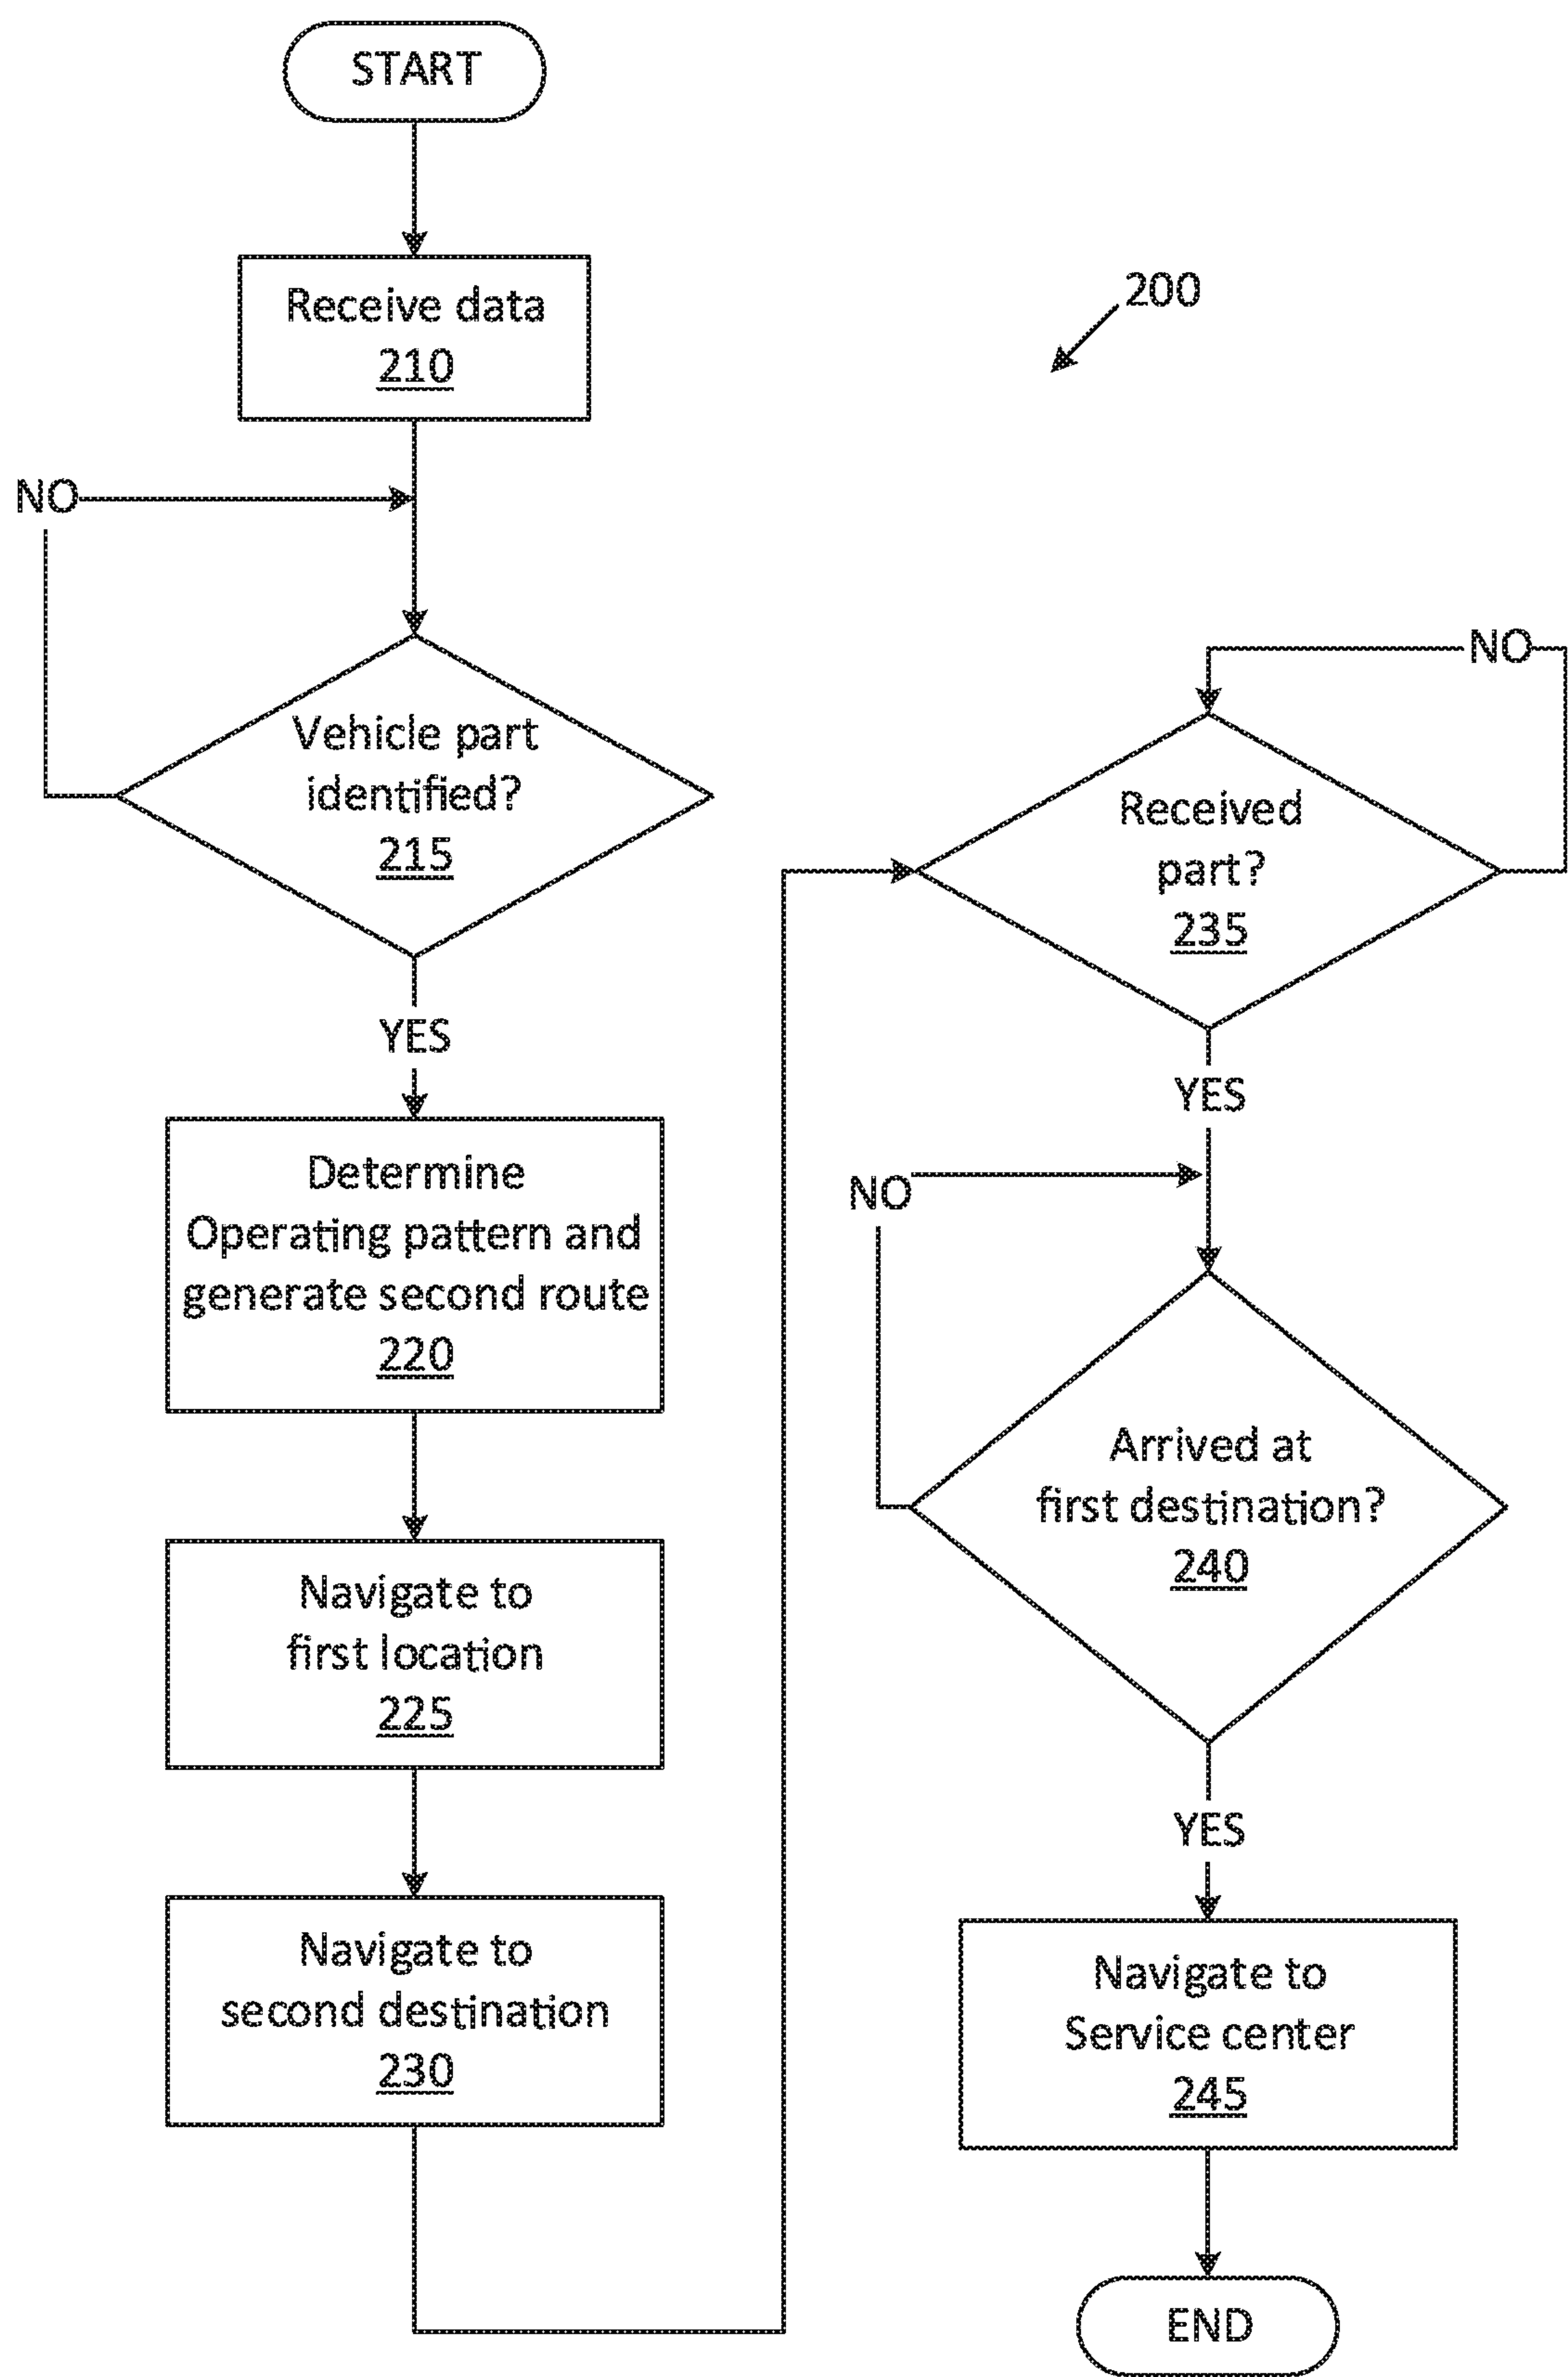 START
Receive data
210
NO
Vehicle part
identified?
215
YES
Determine
Operating pattern and
generate second route
220
Navigate to
first location
225
Navigate to
second destination
230
200
NO
Received
part?
235
YES
NO
Arrived at
first destination?
240
YES
Navigate to
Service center
245
END